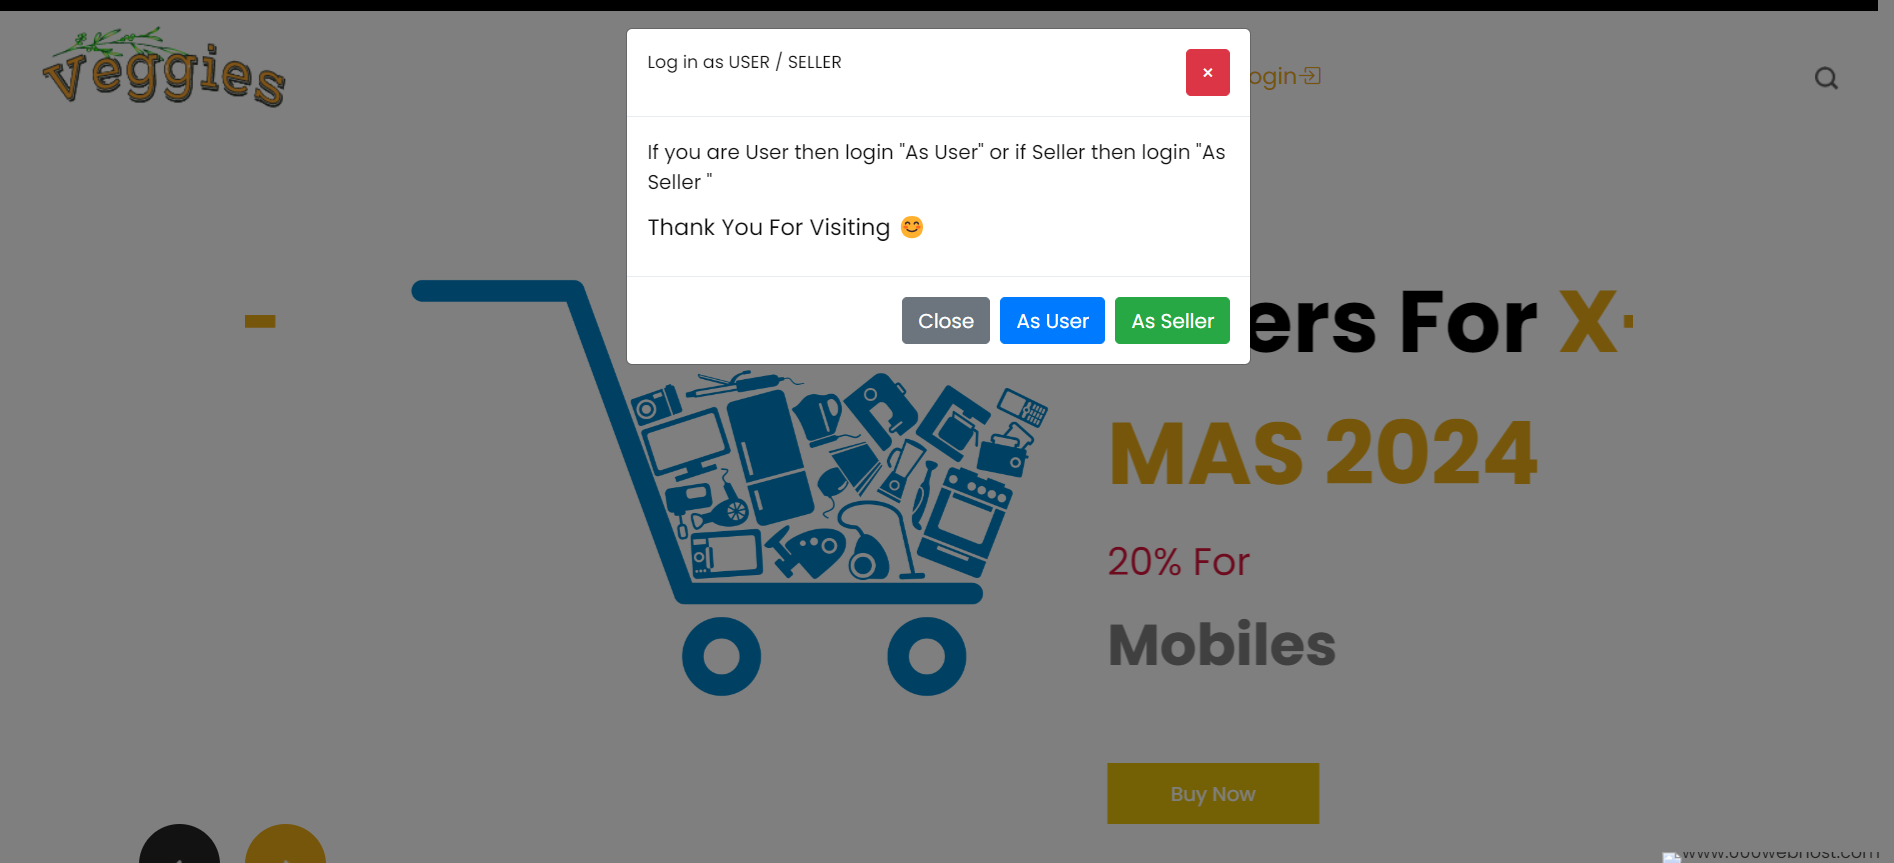 Veggies
Log in as USER / SELLER
×
ogin
If you are User then login "As User" or if Seller then login "As
Seller "
Thank You For Visiting 😊
Close
As User
As Seller
ers For X-
MAS 2024
20% For
Mobiles
Buy Now
www.000webhost.com